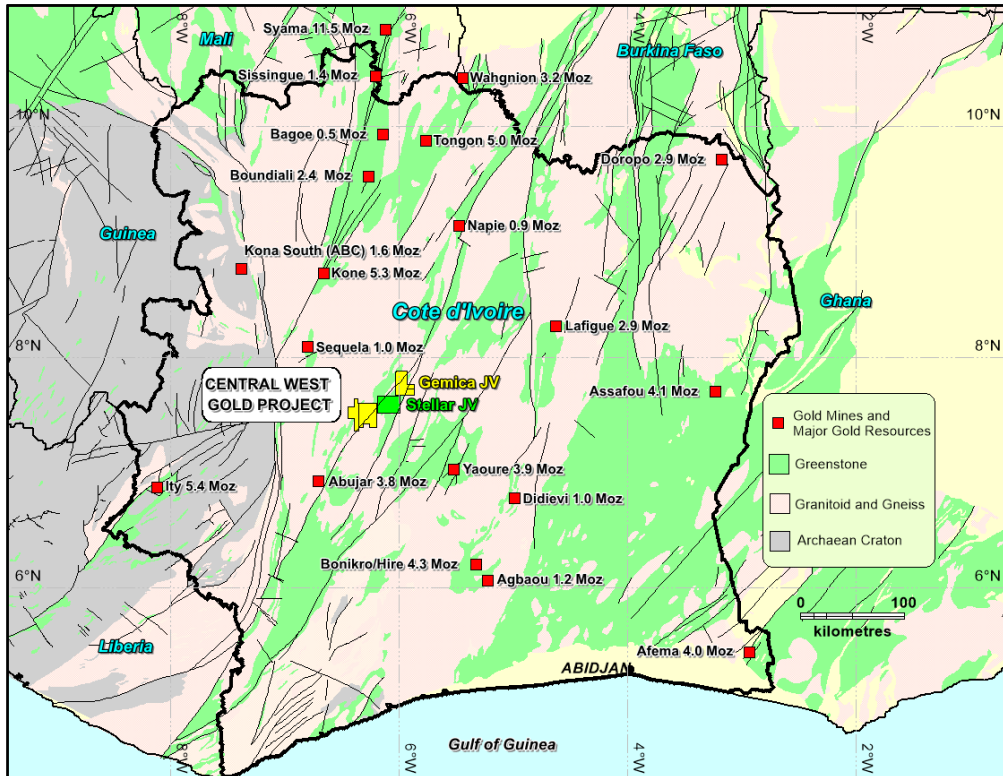 8°W
6°W
4°W
2°W
Syama 11.5 Moz
Mali
Burkina Faso
Sissingue 1.4 Moz
Wahgnion 3.2 Moz
10°N
10°N
Bagoe 0.5 Moz
Tongon 5.0 Moz
Doropo 2.9 Moz
Boundiali 2.4 Moz
Guinea
Napie 0.9 Moz
Kona South (ABC) 1.6 Moz
Kone 5.3 Moz
Cote d'Ivoire
Ghana
Lafigue 2.9 Moz
8°N
Sequela 1.0 Moz
8°N
CENTRAL WEST
GOLD PROJECT
Gemica JV
Stellar JV
Assafou 4.1 Moz
Gold Mines and
Major Gold Resources
Greenstone
Granitoid and Gneiss
Archaean Craton
Yaoure 3.9 Moz
Abujar 3.8 Moz
Ity 5.4 Moz
Didievi 1.0 Moz
Bonikro/Hire 4.3 Moz
Agbaou 1.2 Moz
6°N
6°N
0 100
kilometres
Liberia
Afema 4.0 Moz
ABIDJAN
Gulf of Guinea
8°W
6°W
4°W
2°W